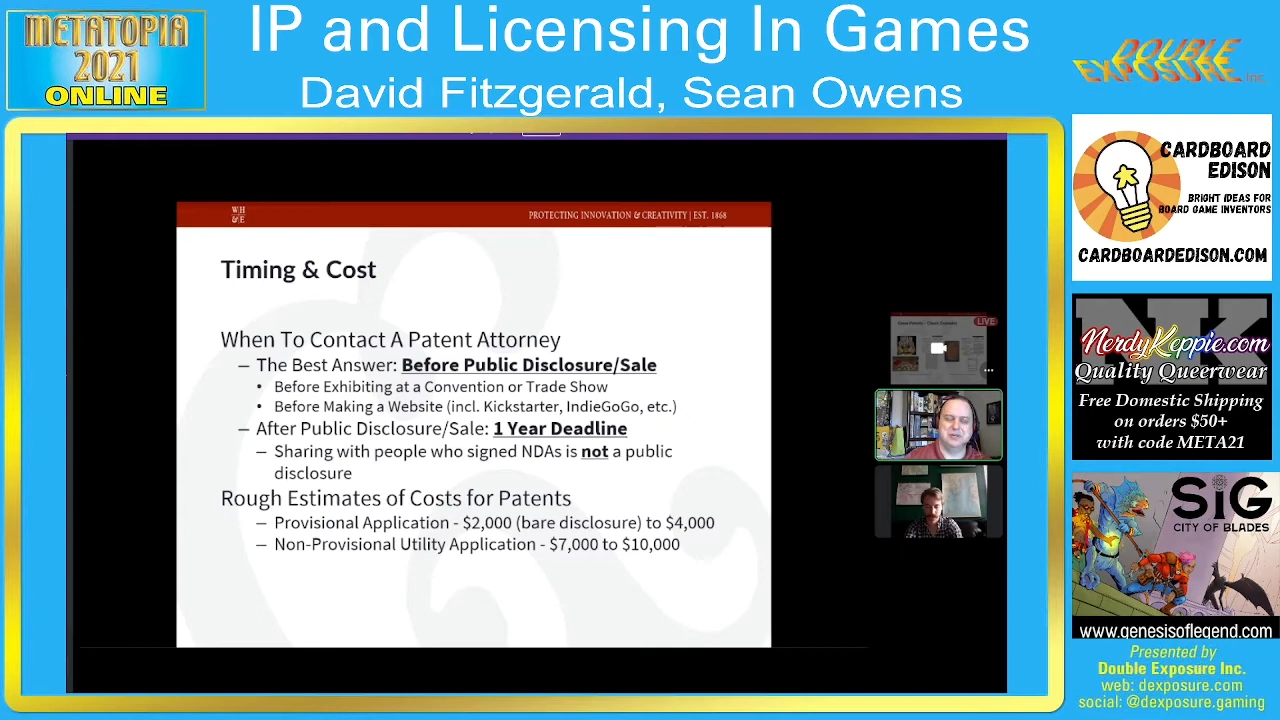 METATOPIA
2021
ONLINE
IP and Licensing In Games
David Fitzgerald, Sean Owens
DOUBLE
EXPOSURE Inc.
WH
&E
PROTECTING INNOVATION & CREATIVITY | EST. 1868
Timing & Cost
When To Contact A Patent Attorney
– The Best Answer: Before Public Disclosure/Sale
• Before Exhibiting at a Convention or Trade Show
• Before Making a Website (incl. Kickstarter, IndieGoGo, etc.)
– After Public Disclosure/Sale: 1 Year Deadline
– Sharing with people who signed NDAs is not a public
disclosure
Rough Estimates of Costs for Patents
– Provisional Application - $2,000 (bare disclosure) to $4,000
– Non-Provisional Utility Application - $7,000 to $10,000
LIVE
CARDBOARD
EDISON
BRIGHT IDEAS FOR
BOARD GAME INVENTORS
CARDBOARDEDISON.COM
NK
NerdyKeppie.com
Quality Queerwear
Free Domestic Shipping
on orders $50+
with code META21
SIG
CITY OF BLADES
www.genesisoflegend.com
Presented by
Double Exposure Inc.
web: dexposure.com
social: @dexposure.gaming